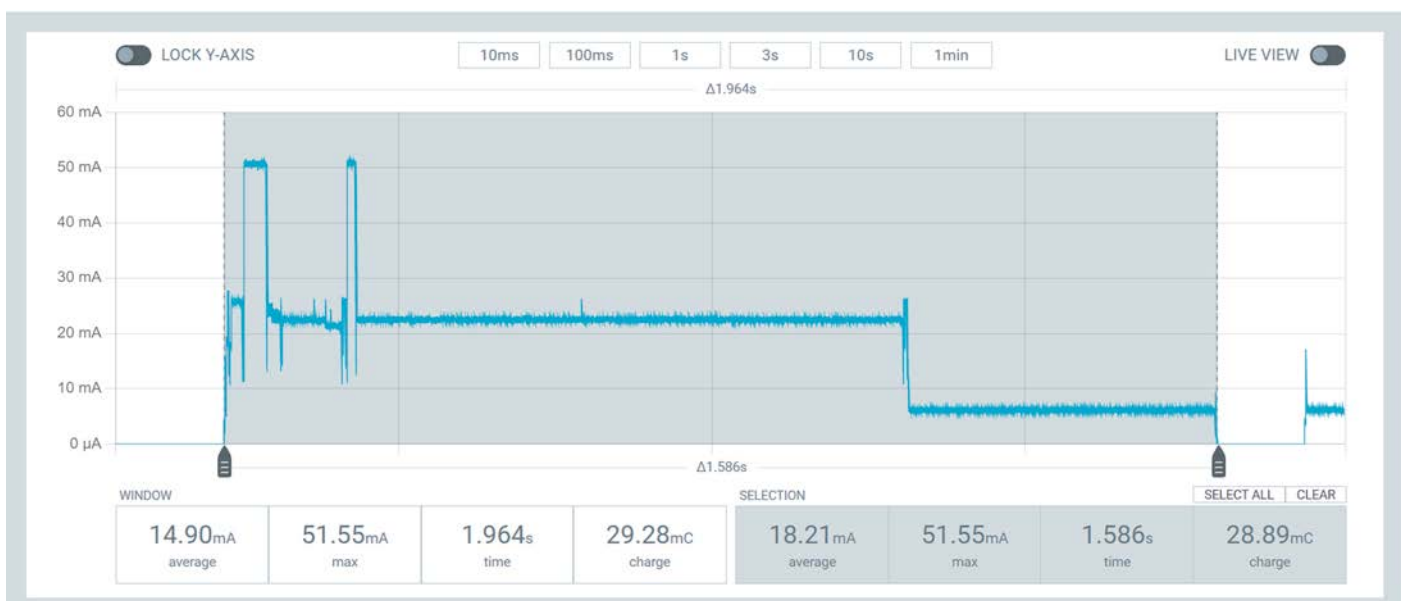 LOCK Y-AXIS 10ms 100ms 1s 3s 10s 1min LIVE VIEW
Δ1.964s
60 mA
50 mA
40 mA
30 mA
20 mA
10 mA
0 µA
Δ1.586s
WINDOW SELECTION SELECT ALL CLEAR
14.90mA 51.55mA 1.964s 29.28mC 18.21mA 51.55mA 1.586s 28.89mC
average max time charge average max time charge